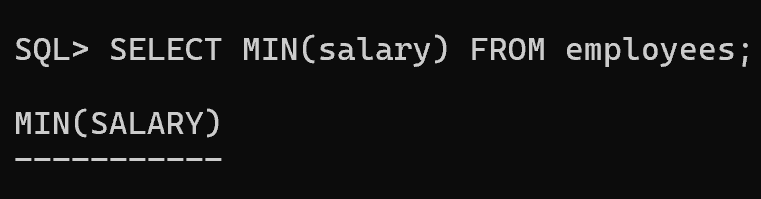 SQL> SELECT MIN(salary) FROM employees;
MIN(SALARY)
-----------